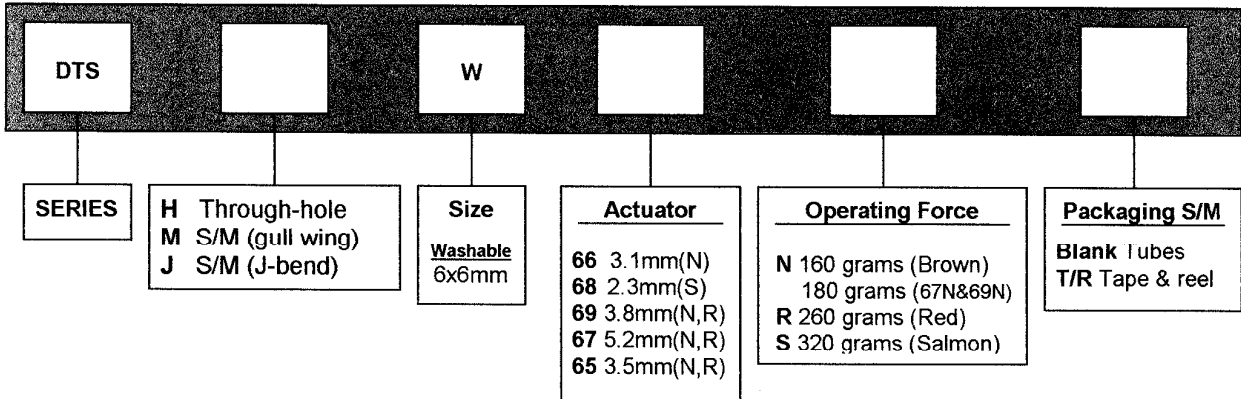 DTS
W
SERIES
H Through-hole
M S/M (gull wing)
J S/M (J-bend)
Size
Washable
6x6mm
Actuator
66 3.1mm(N)
68 2.3mm(S)
69 3.8mm(N,R)
67 5.2mm(N,R)
65 3.5mm(N,R)
Operating Force
N 160 grams (Brown)
180 grams (67N&69N)
R 260 grams (Red)
S 320 grams (Salmon)
Packaging S/M
Blank Tubes
T/R Tape & reel